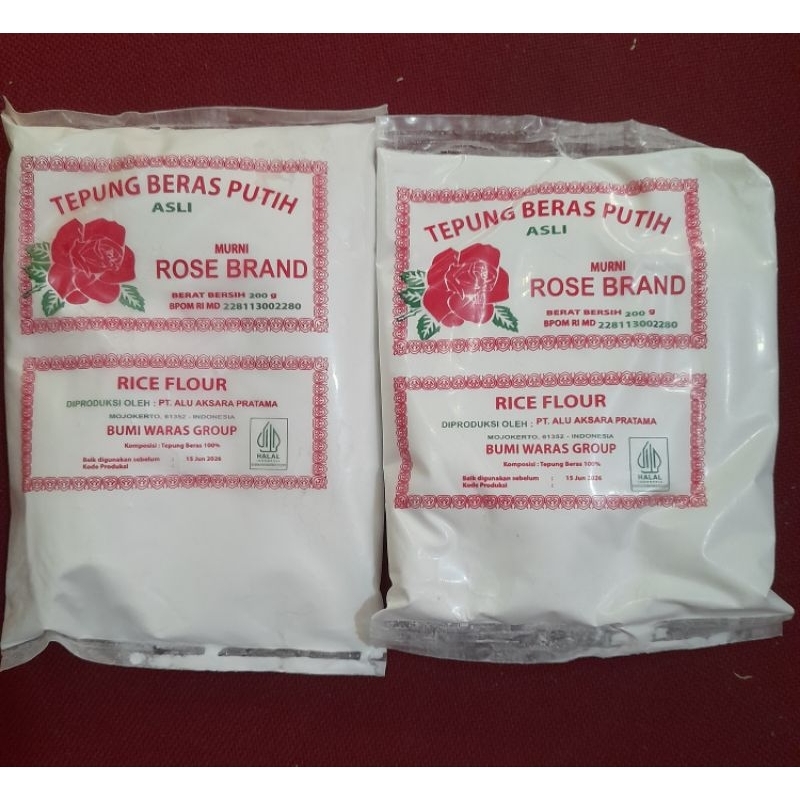 TEPUNG BERAS PUTIH
ASLI
MURNI
ROSE BRAND
BERAT BERSIH 200 g
BPOM RI MD 228113002280
RICE FLOUR
DIPRODUKSI OLEH : PT. ALU AKSARA PRATAMA
MOJOKERTO, 61352 - INDONESIA
BUMI WARAS GROUP
Komposisi : Tepung Beras 100%
Baik digunakan sebelum : 15 Jun 2026
Kode Produksi :
HALAL
INDONESIA
TEPUNG BERAS PUTIH
ASLI
MURNI
ROSE BRAND
BERAT BERSIH 200 g
BPOM RI MD 228113002280
RICE FLOUR
DIPRODUKSI OLEH : PT. ALU AKSARA PRATAMA
MOJOKERTO, 61352 - INDONESIA
BUMI WARAS GROUP
Komposisi : Tepung Beras 100%
Baik digunakan sebelum : 15 Jun 2026
Kode Produksi :
HALAL
INDONESIA